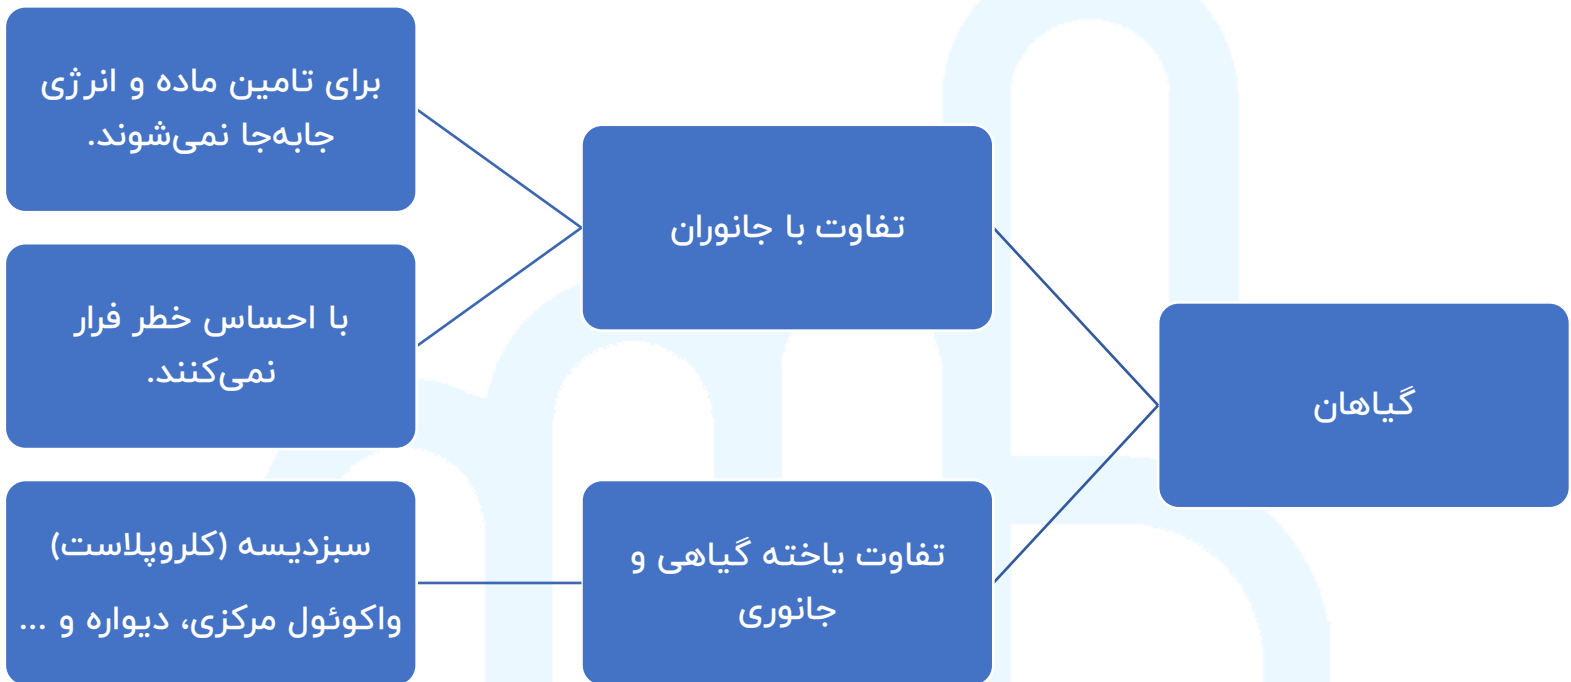 گیاهان
تفاوت با جانوران
برای تامین ماده و انرژی
جابه‌جا نمی‌شوند.
با احساس خطر فرار
نمی‌کنند.
تفاوت یاخته گیاهی و
جانوری
سبزدیسه (کلروپلاست)
واکوئول مرکزی، دیواره و ...